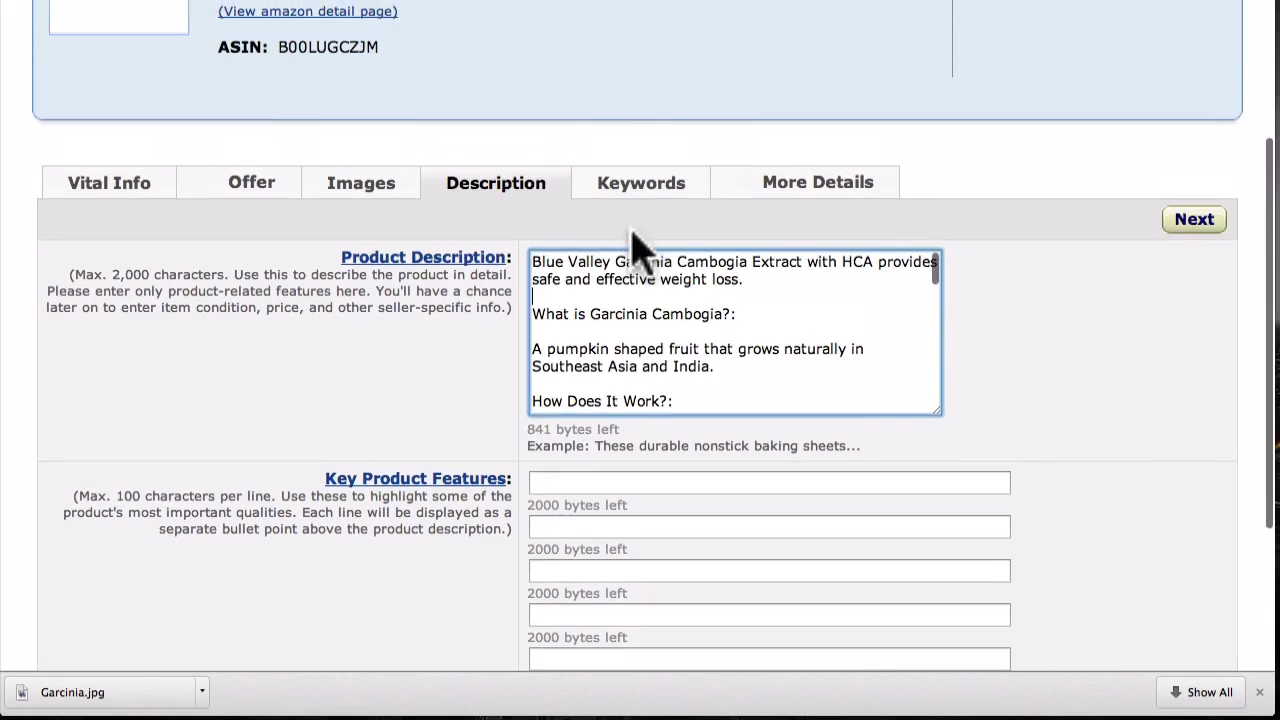 (View amazon detail page)
ASIN: B00LUGCZJM
Vital Info
Offer
Images
Description
Keywords
More Details
Next
Product Description:
(Max. 2,000 characters. Use this to describe the product in detail.
Please enter only product-related features here. You'll have a chance
later on to enter item condition, price, and other seller-specific info.)
Blue Valley Cambogia Extract with HCA provides
safe and effective weight loss.
What is Garcinia Cambogia?:
A pumpkin shaped fruit that grows naturally in
Southeast Asia and India.
How Does It Work?:
841 bytes left
Example: These durable nonstick baking sheets...
Key Product Features:
(Max. 100 characters per line. Use these to highlight some of the
product's most important qualities. Each line will be displayed as a
separate bullet point above the product description.)
2000 bytes left
2000 bytes left
2000 bytes left
2000 bytes left
Garcinia.jpg
Show All